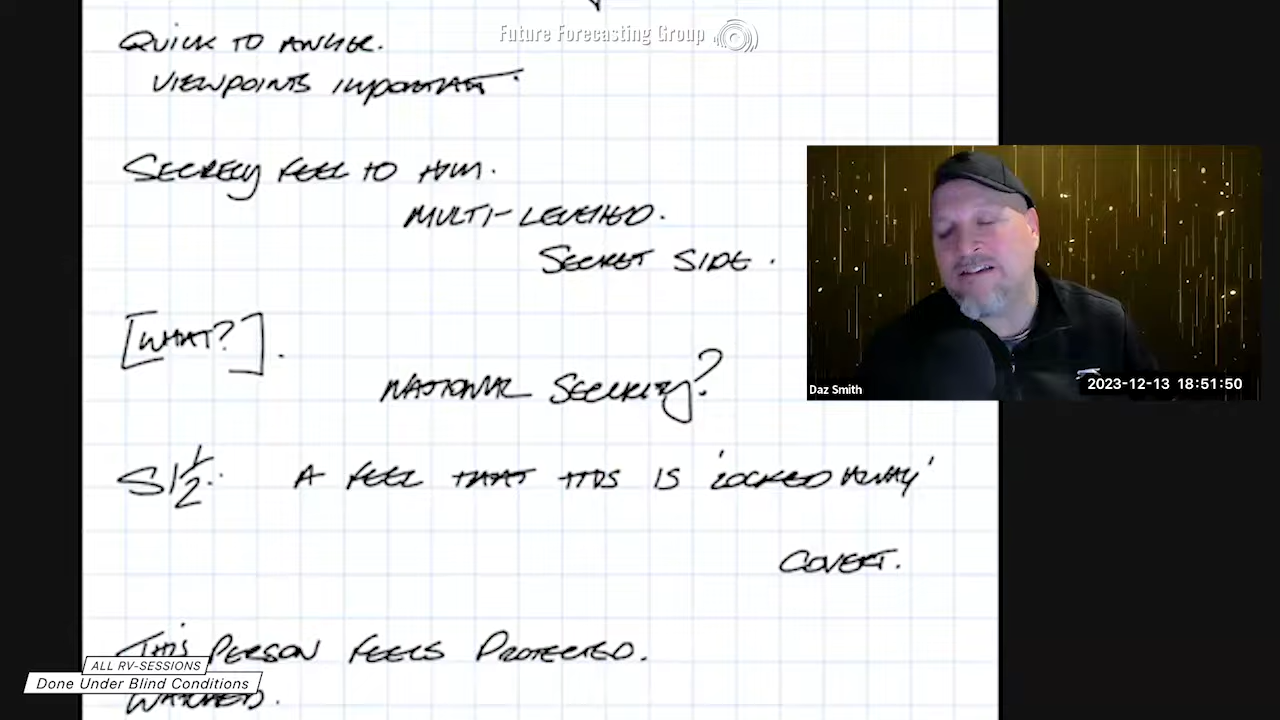 Future Forecasting Group
QUICK TO ANGER.
VIEWPOINTS IMPORTANT.
SECRECY FEEL TO HIM.
MULTI-LEVELLED.
SECRET SIDE.
[WHAT?].
NATIONAL SECURITY?
S1½: A FEEL THAT THIS IS 'LOCKED AWAY'
COVERT.
THIS PERSON FEELS PROTECTED.
WATCHED.
Daz Smith
2023-12-13 18:51:50
ALL RV-SESSIONS
Done Under Blind Conditions